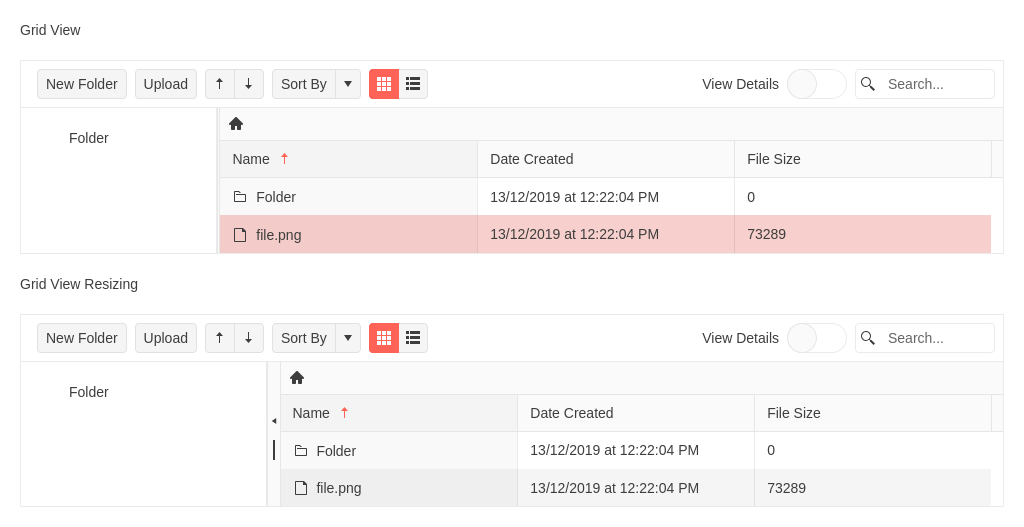 Grid View
New Folder Upload Sort By View Details Search...
Folder
Name Date Created File Size
Folder 13/12/2019 at 12:22:04 PM 0
file.png 13/12/2019 at 12:22:04 PM 73289
Grid View Resizing
New Folder Upload Sort By View Details Search...
Folder
Name Date Created File Size
Folder 13/12/2019 at 12:22:04 PM 0
file.png 13/12/2019 at 12:22:04 PM 73289